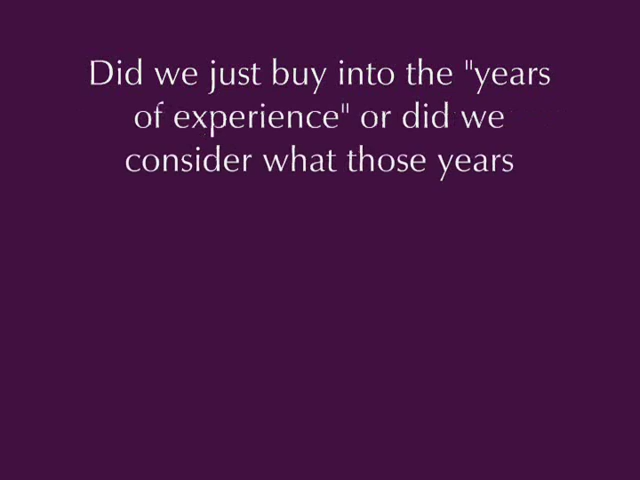 Did we just buy into the "years
of experience" or did we
consider what those years